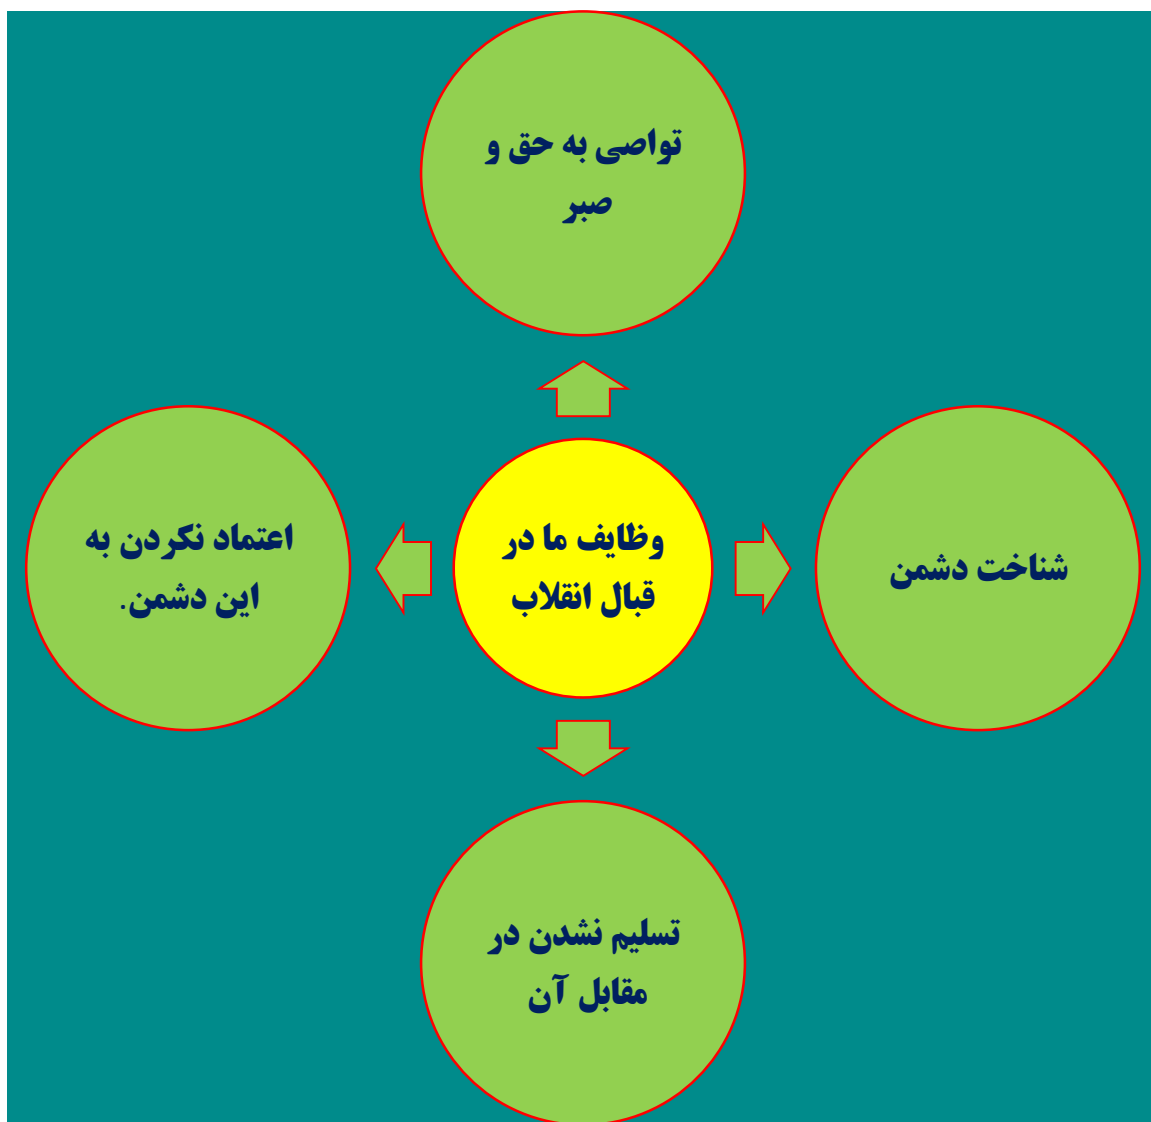 تواصی به حق و
صبر
شناخت دشمن
وظایف ما در
قبال انقلاب
اعتماد نکردن به
این دشمن.
تسلیم نشدن در
مقابل آن